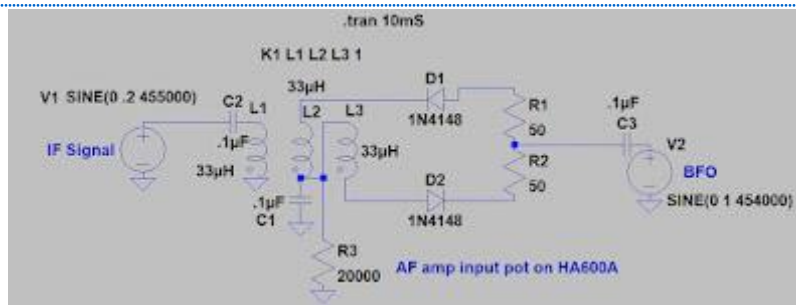 .tran 10mS
K1 L1 L2 L3 1
V1 SINE(0 .2 455000)
IF Signal
C2
.1µF
L1
33µH
33µH
L2
L3
33µH
.1µF
C1
D1
1N4148
D2
1N4148
R1
50
R2
50
.1µF
C3
V2
BFO
SINE(0 1 454000)
R3
20000
AF amp input pot on HA600A